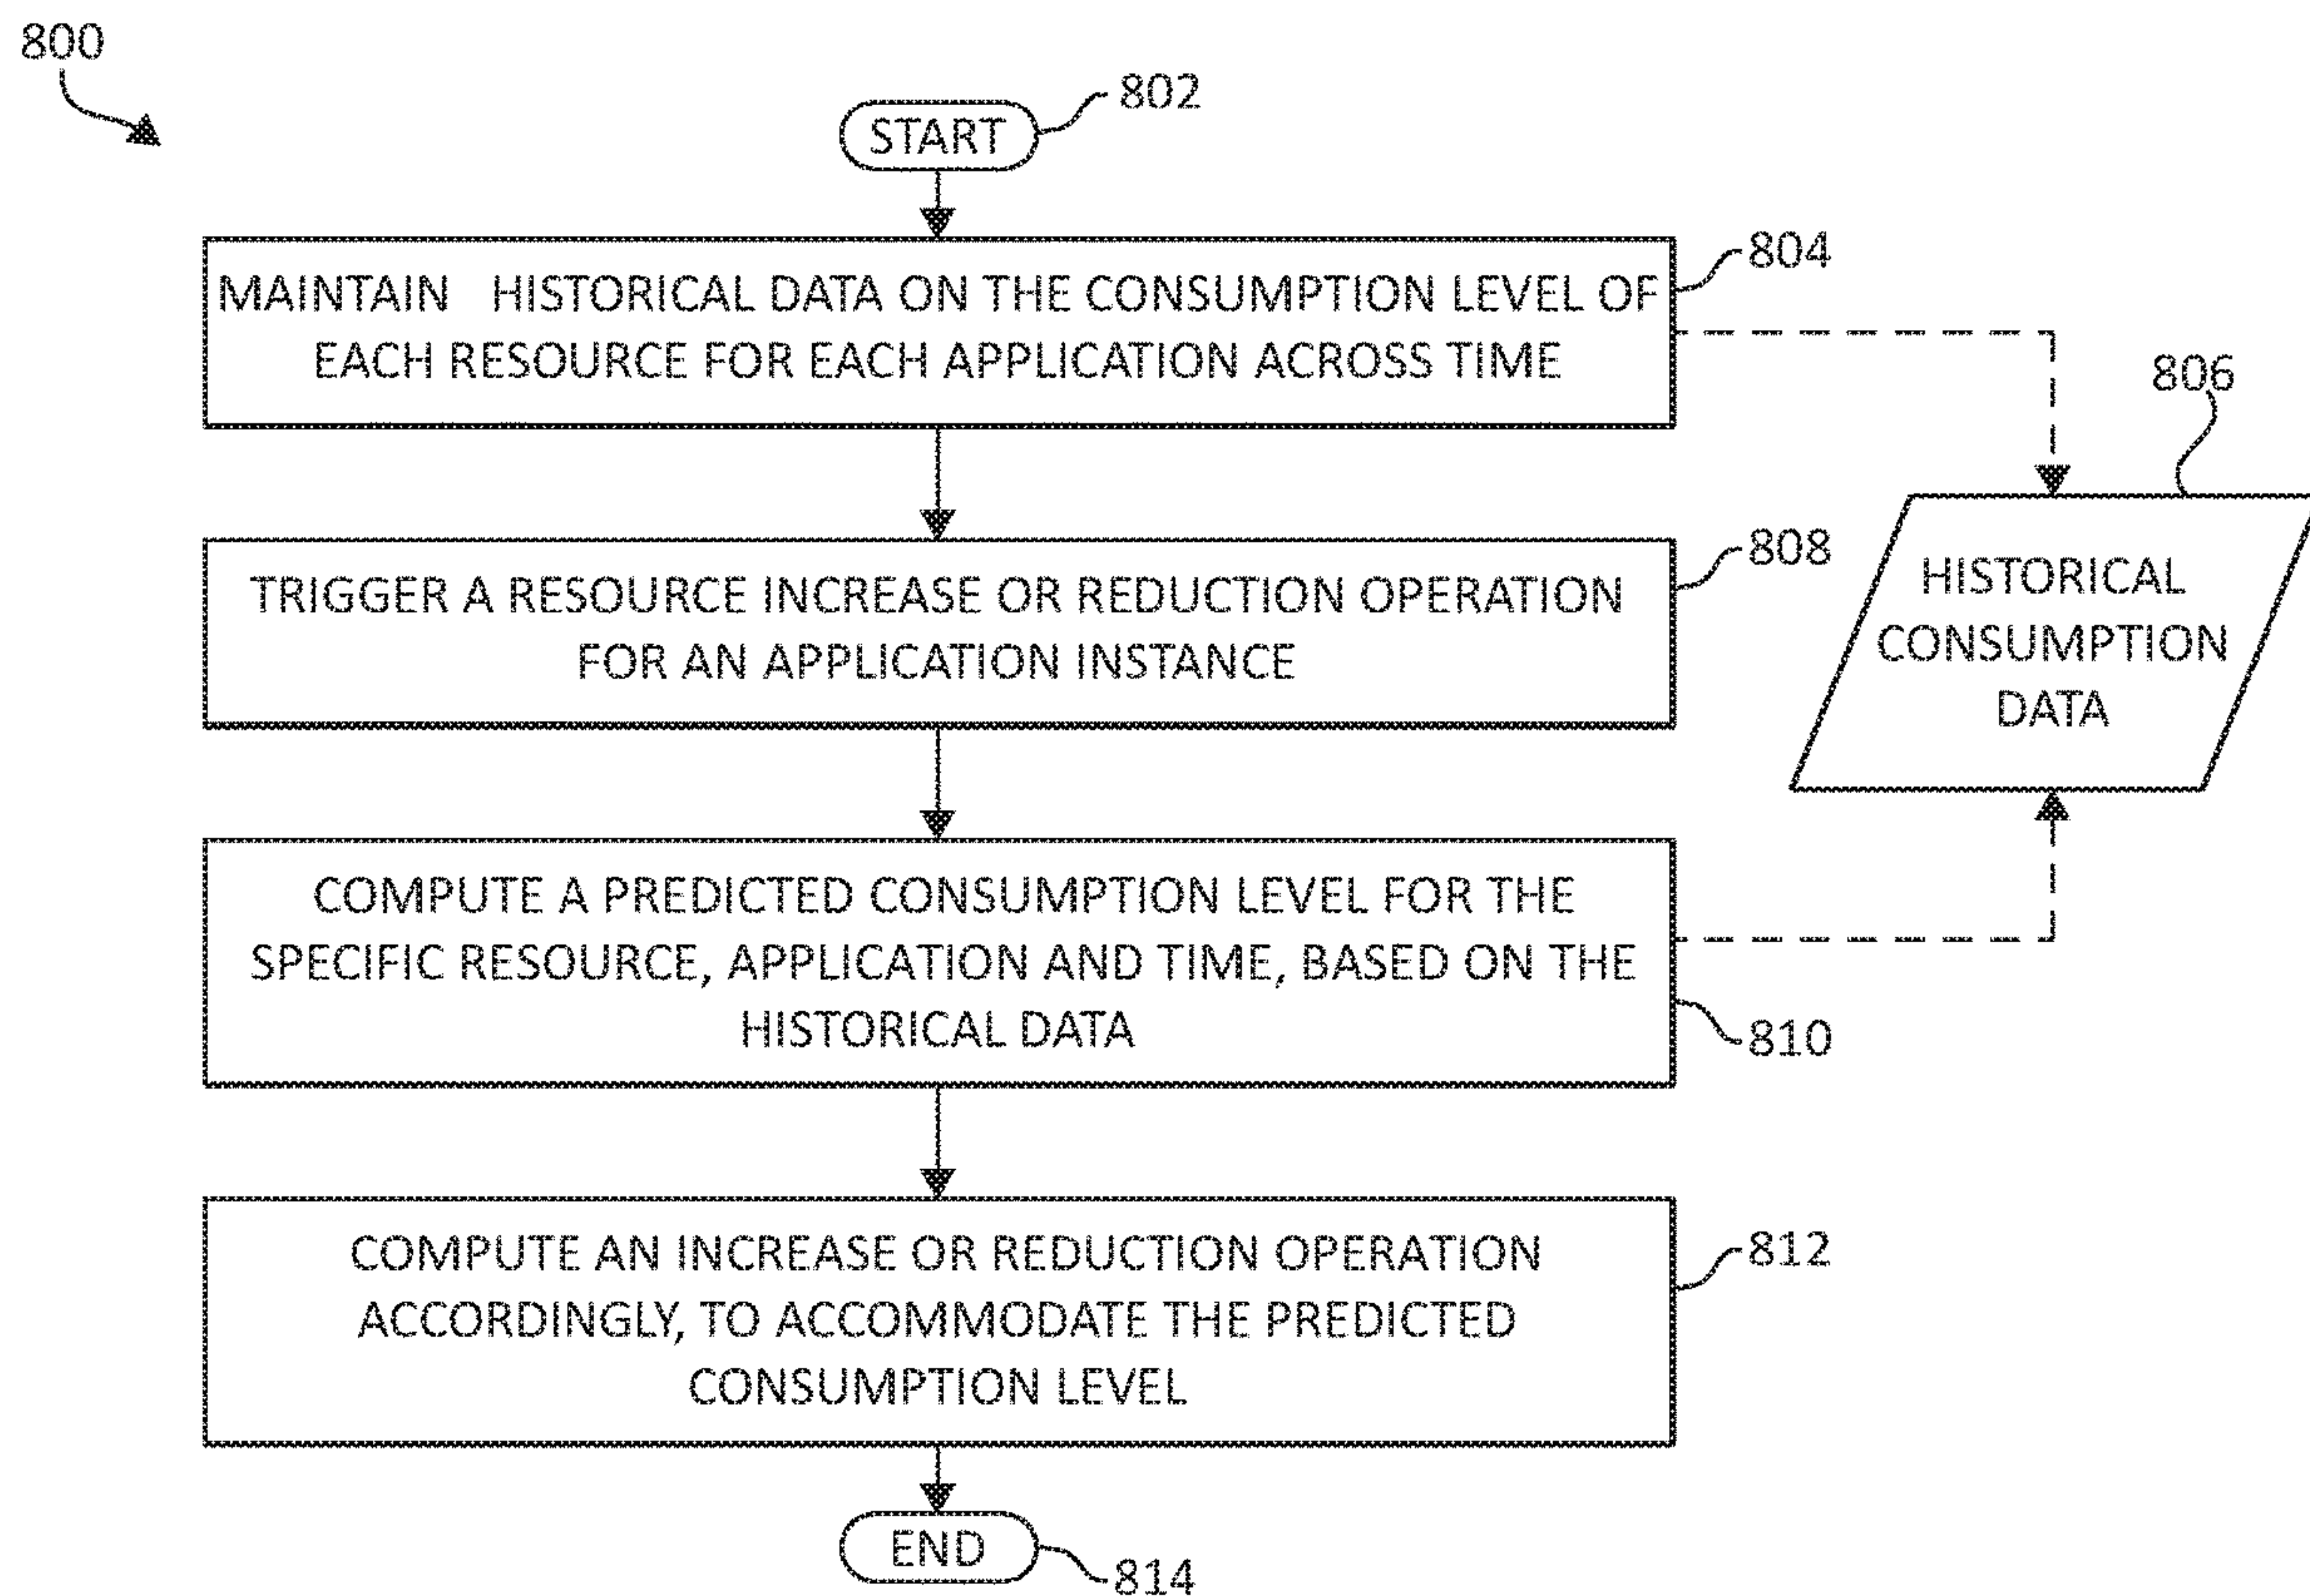 800
802
START
804
MAINTAIN HISTORICAL DATA ON THE CONSUMPTION LEVEL OF
EACH RESOURCE FOR EACH APPLICATION ACROSS TIME
806
HISTORICAL
CONSUMPTION
DATA
808
TRIGGER A RESOURCE INCREASE OR REDUCTION OPERATION
FOR AN APPLICATION INSTANCE
COMPUTE A PREDICTED CONSUMPTION LEVEL FOR THE
SPECIFIC RESOURCE, APPLICATION AND TIME, BASED ON THE
HISTORICAL DATA
810
812
COMPUTE AN INCREASE OR REDUCTION OPERATION
ACCORDINGLY, TO ACCOMMODATE THE PREDICTED
CONSUMPTION LEVEL
END
814